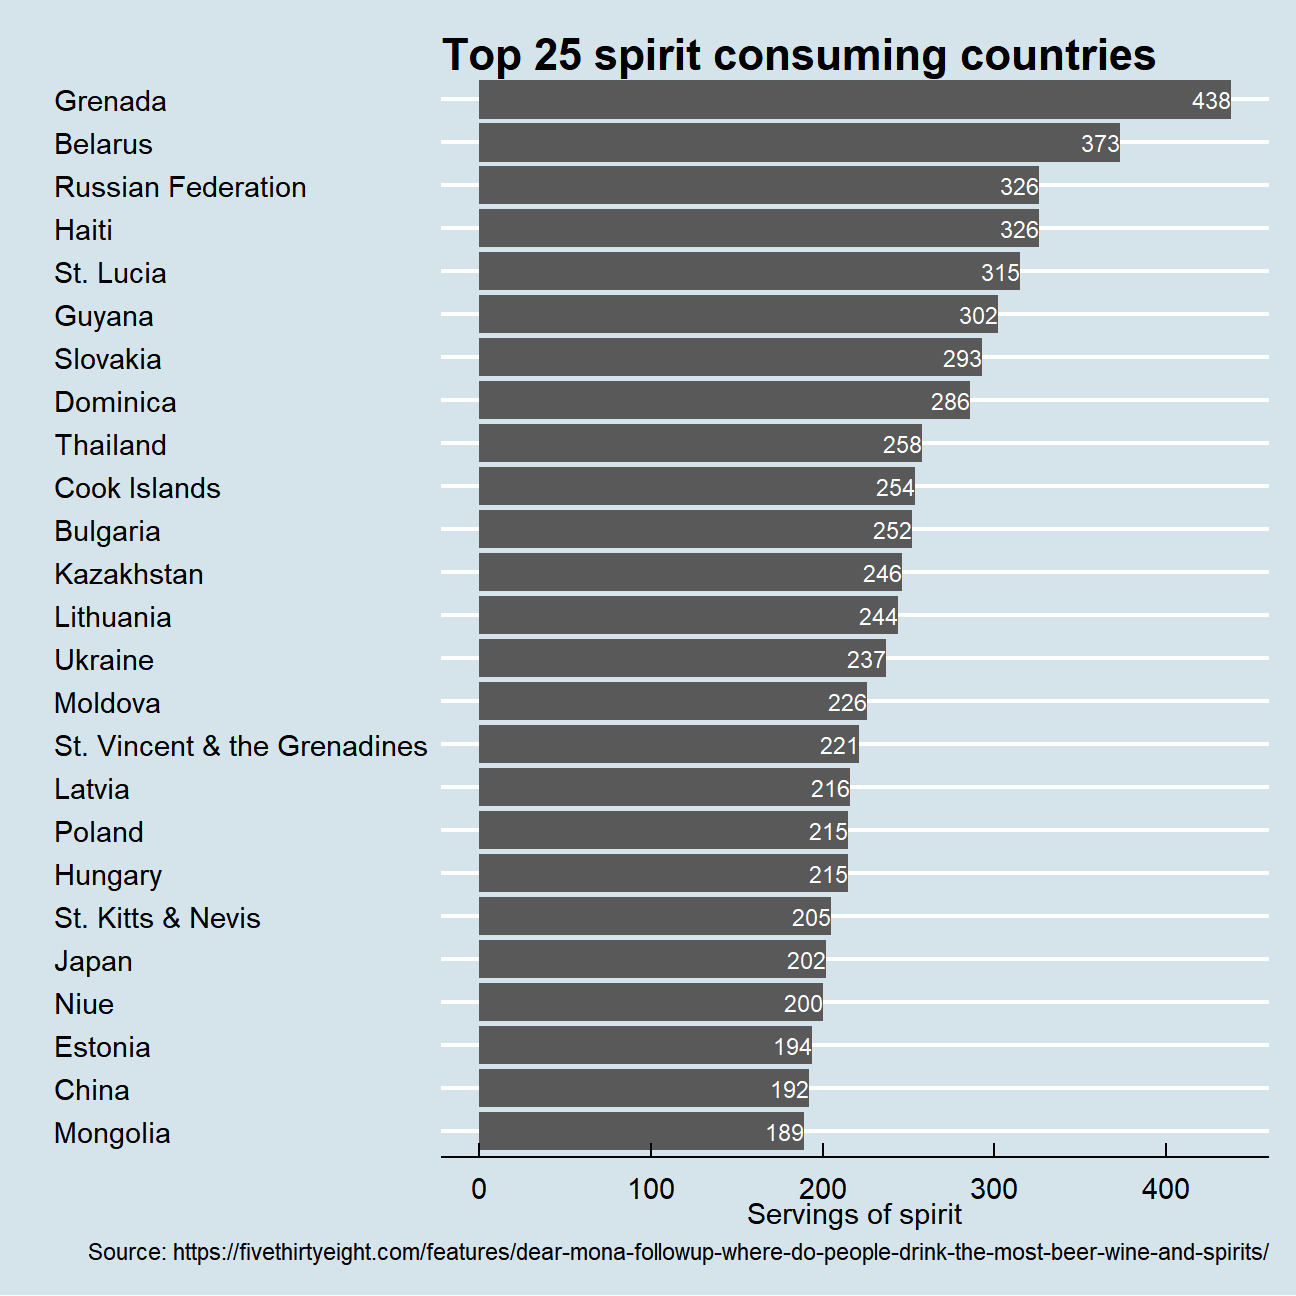 Top 25 spirit consuming countries
Grenada 438
Belarus 373
Russian Federation 326
Haiti 326
St. Lucia 315
Guyana 302
Slovakia 293
Dominica 286
Thailand 258
Cook Islands 254
Bulgaria 252
Kazakhstan 246
Lithuania 244
Ukraine 237
Moldova 226
St. Vincent & the Grenadines 221
Latvia 216
Poland 215
Hungary 215
St. Kitts & Nevis 205
Japan 202
Niue 200
Estonia 194
China 192
Mongolia 189
0 100 200 300 400
Servings of spirit
Source: https://fivethirtyeight.com/features/dear-mona-followup-where-do-people-drink-the-most-beer-wine-and-spirits/